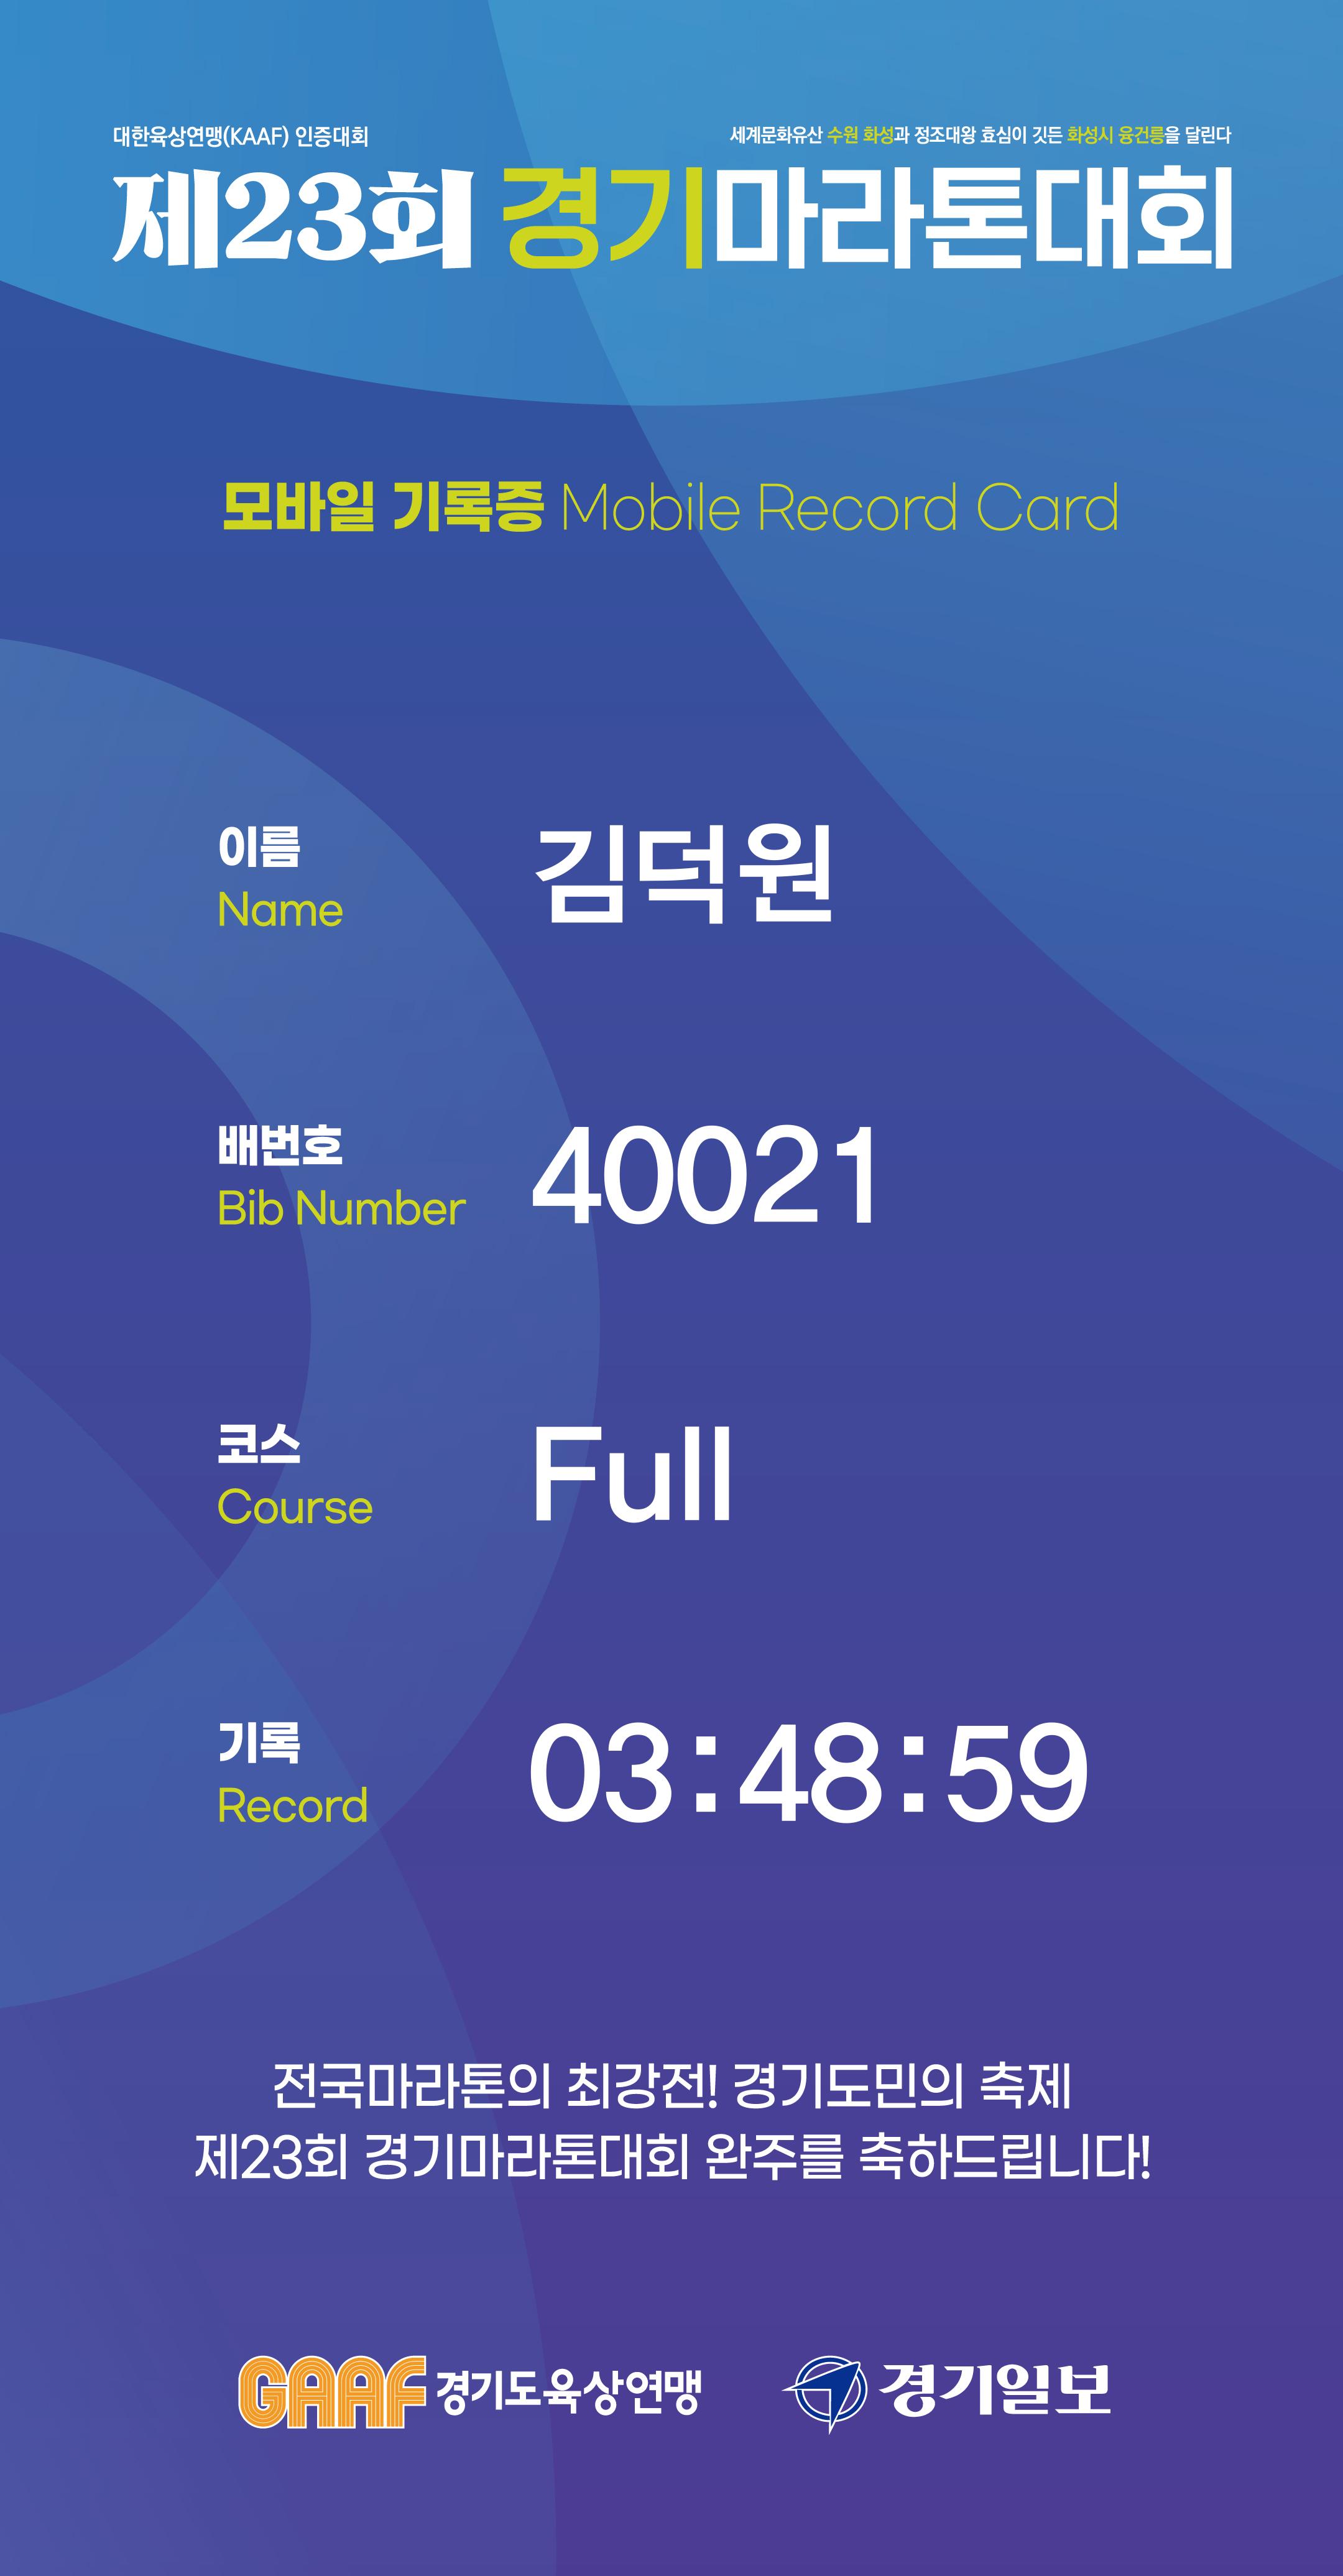 대한육상연맹(KAAF) 인증대회
세계문화유산 수원 화성과 정조대왕 효심이 깃든 화성시 융건릉을 달린다
제23회 경기마라톤대회
모바일 기록증 Mobile Record Card
이름
Name
김덕원
배번호
Bib Number
40021
코스
Course
Full
기록
Record
03:48:59
전국마라톤의 최강전! 경기도민의 축제
제23회 경기마라톤대회 완주를 축하드립니다!
GAAF 경기도육상연맹
경기일보